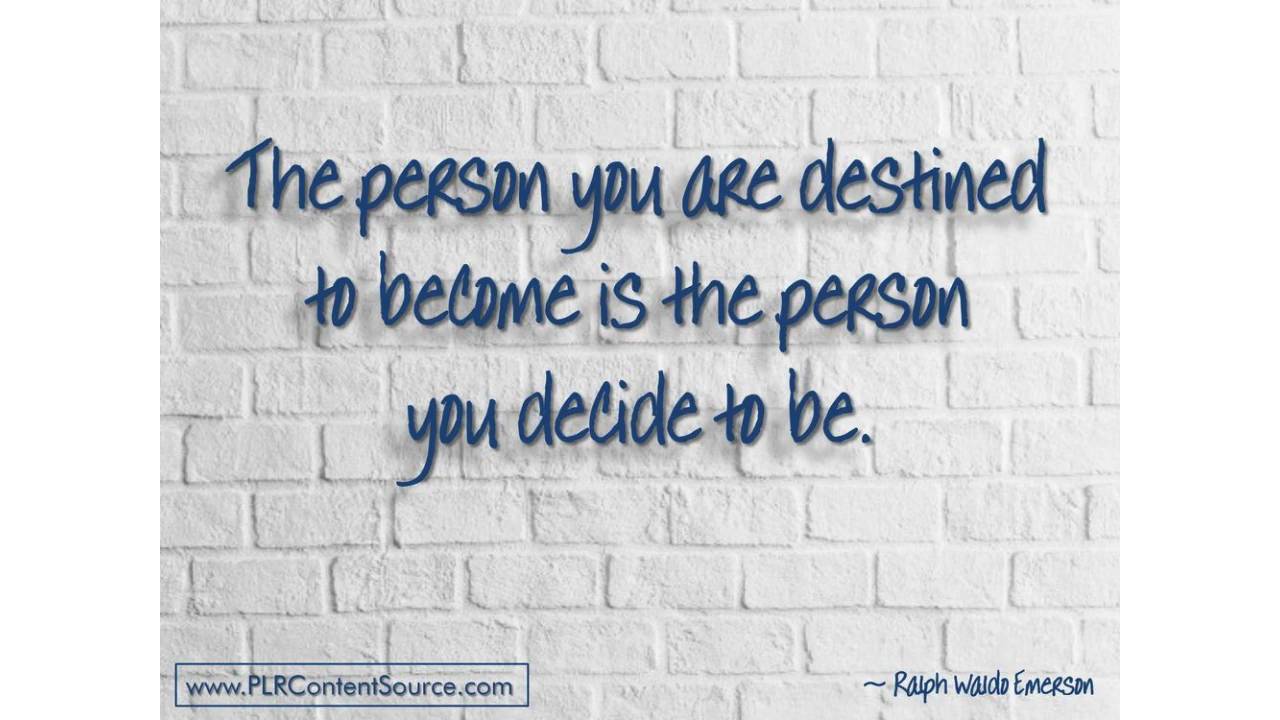 The person you are destined
to become is the person
you decide to be.
www.PLRContentSource.com
~ Ralph Waldo Emerson